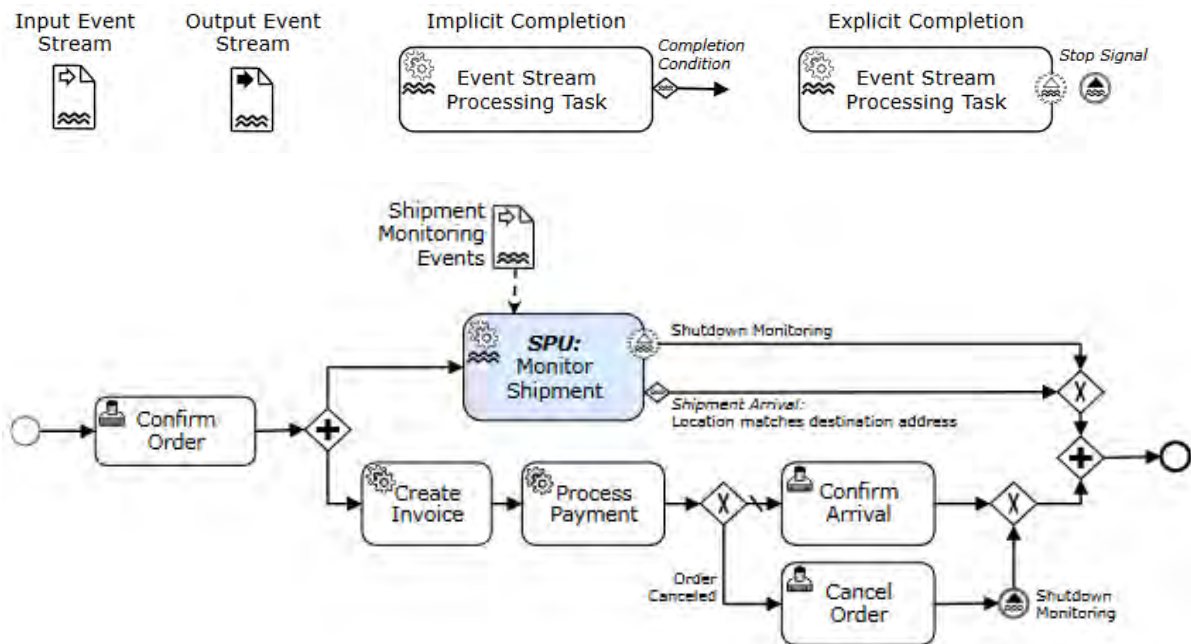 Input Event
Stream
Output Event
Stream
Implicit Completion
Explicit Completion
Event Stream
Processing Task
Completion
Condition
Event Stream
Processing Task
Stop Signal
Shipment
Monitoring
Events
SPU:
Monitor
Shipment
Shutdown Monitoring
Shipment Arrival:
Location matches destination address
Confirm
Order
Create
Invoice
Process
Payment
X
Confirm
Arrival
X
X
Order
Canceled
Cancel
Order
Shutdown
Monitoring